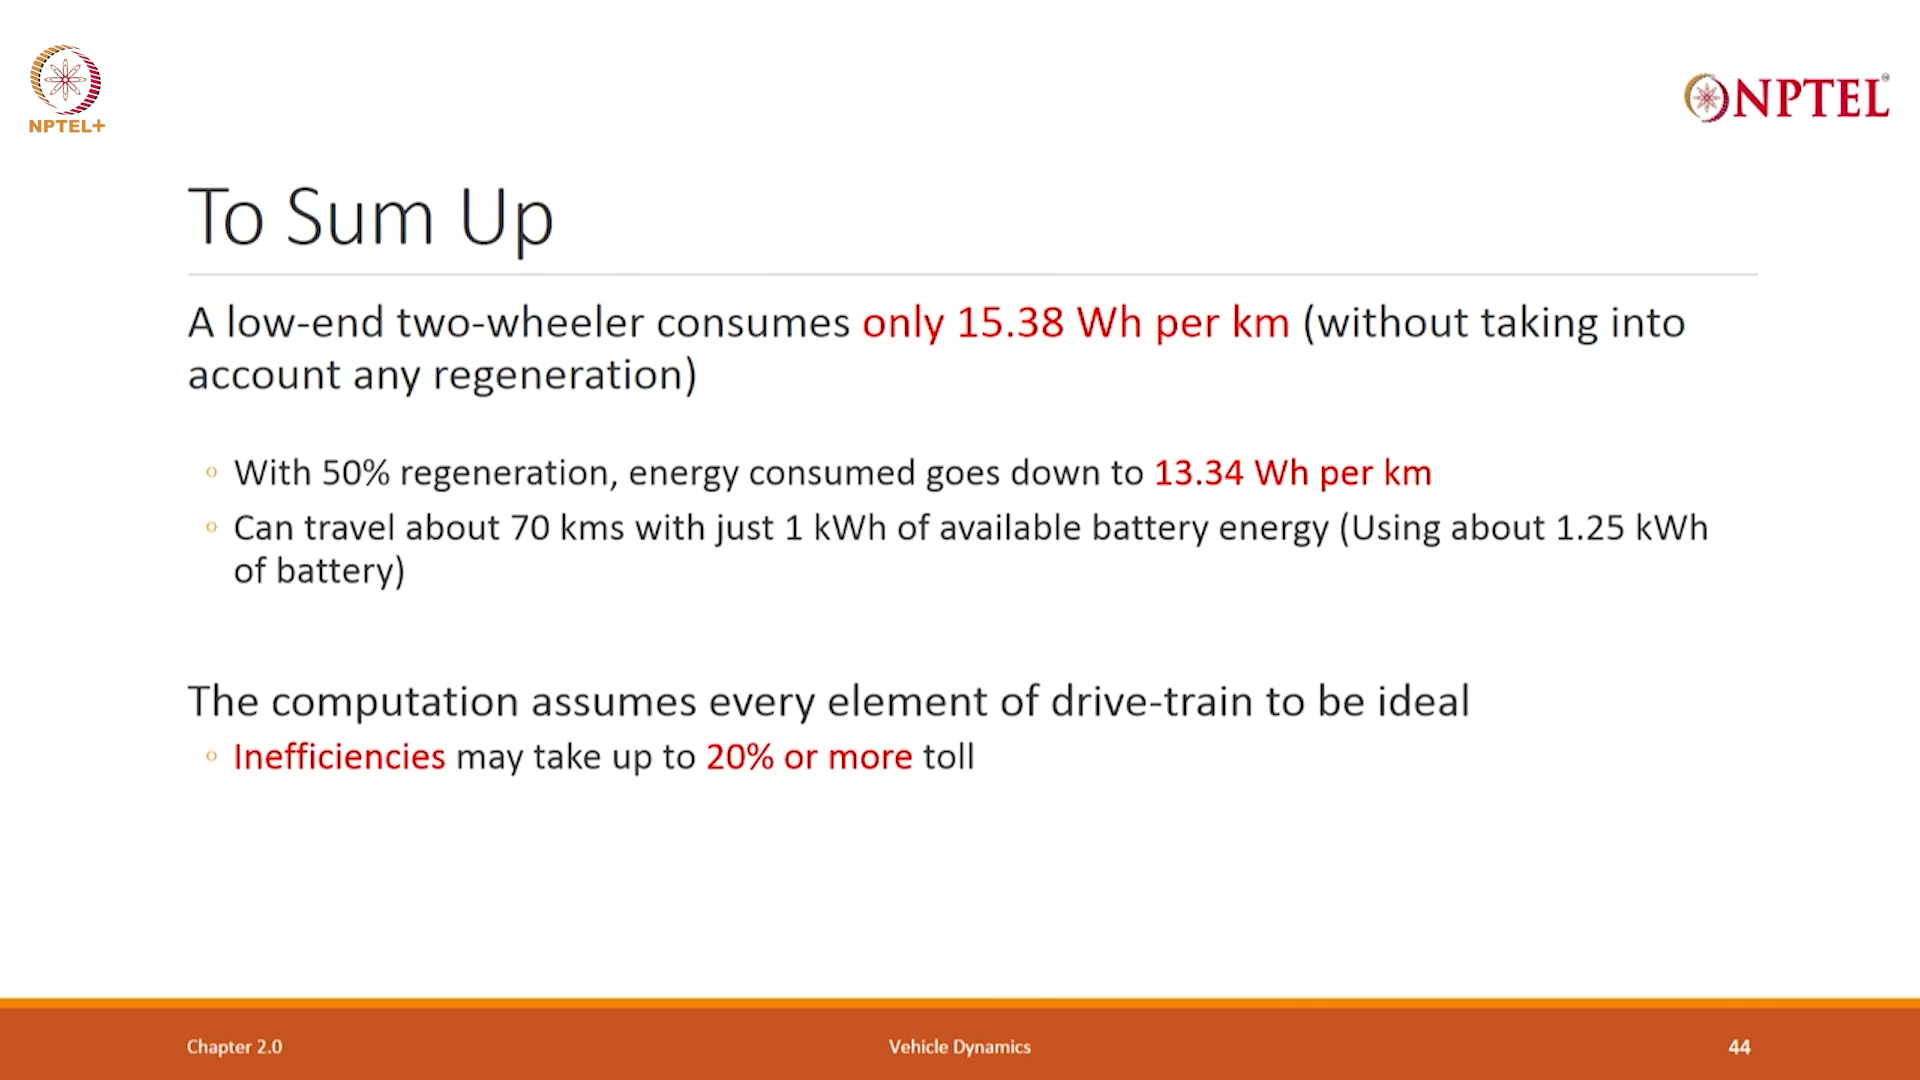 NPTEL+
NPTEL
To Sum Up
A low-end two-wheeler consumes only 15.38 Wh per km (without taking into
account any regeneration)
◦ With 50% regeneration, energy consumed goes down to 13.34 Wh per km
◦ Can travel about 70 kms with just 1 kWh of available battery energy (Using about 1.25 kWh
of battery)
The computation assumes every element of drive-train to be ideal
◦ Inefficiencies may take up to 20% or more toll
Chapter 2.0
Vehicle Dynamics
44